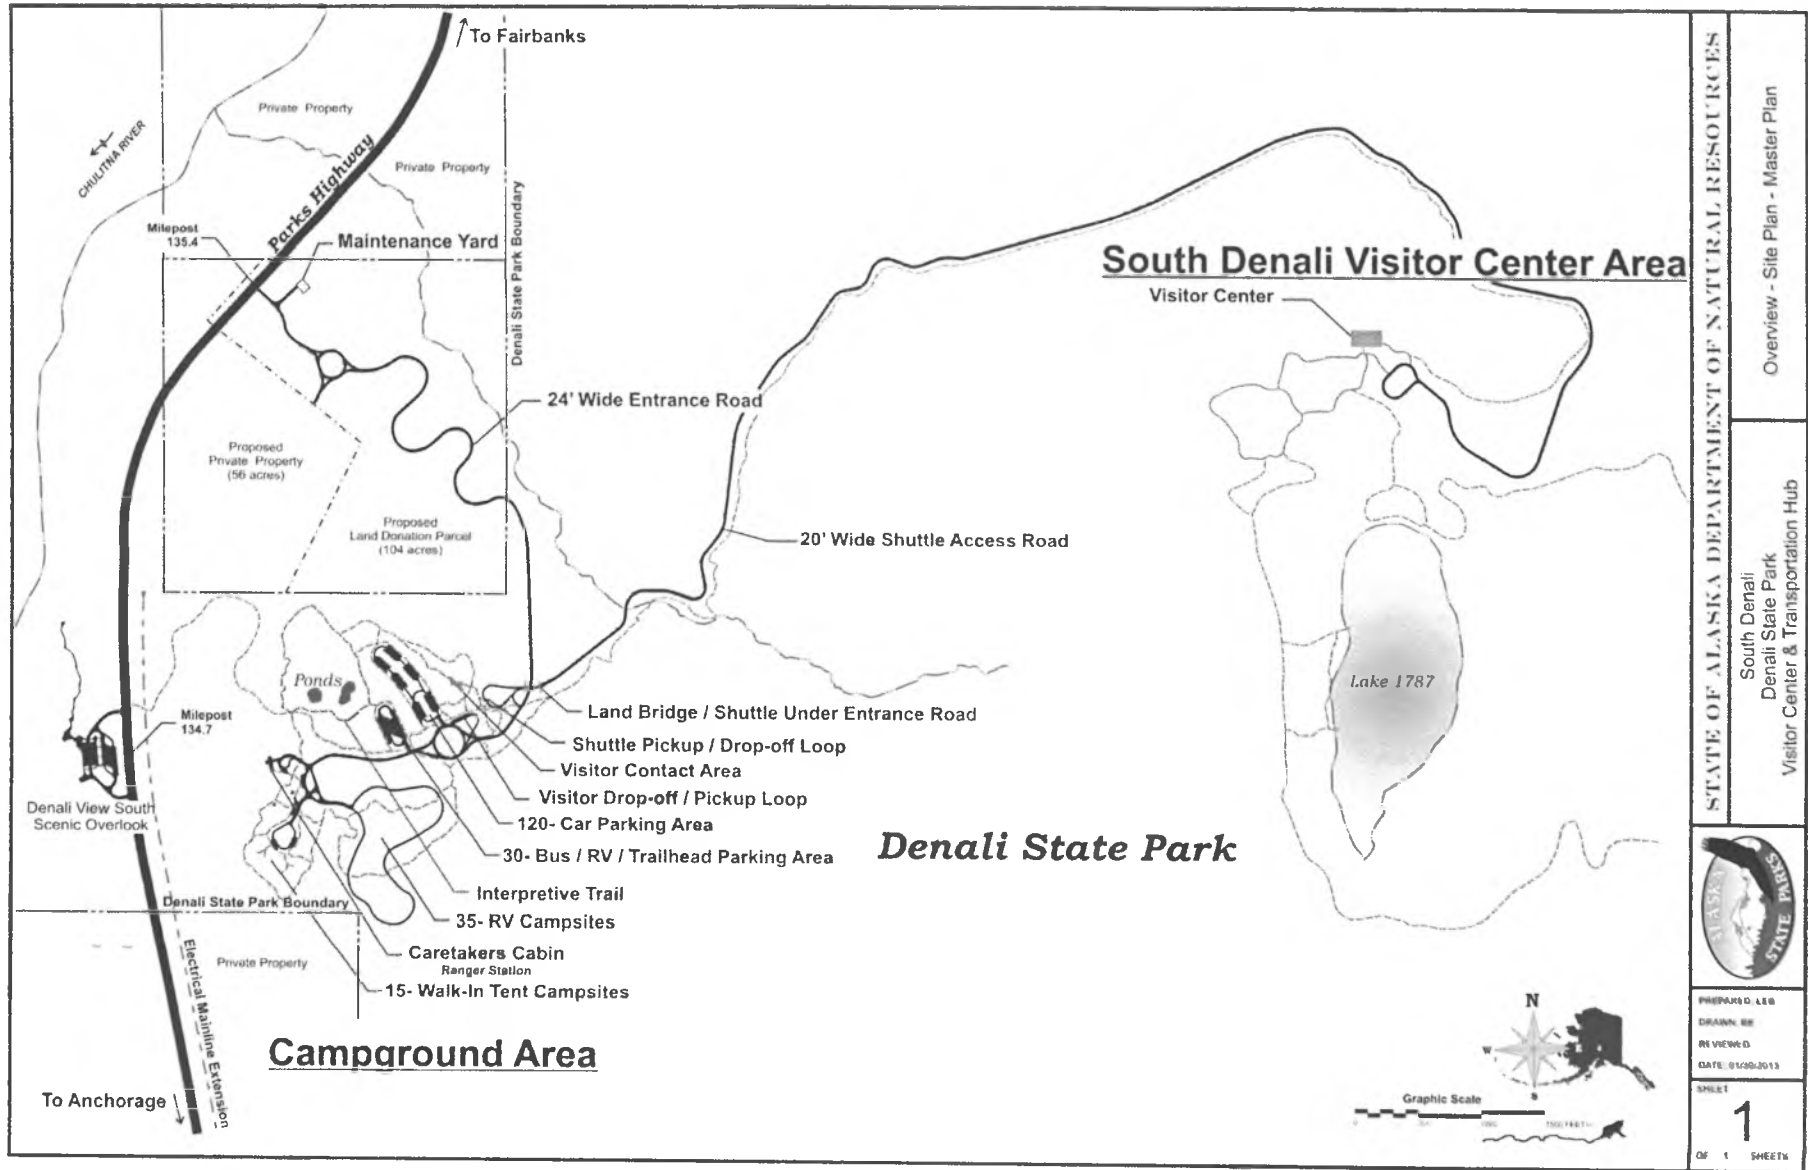 To Fairbanks
Private Property
CHULITNA RIVER
Parks Highway
Private Property
Denali State Park Boundary
Milepost
135.4
Maintenance Yard
South Denali Visitor Center Area
Visitor Center
24' Wide Entrance Road
Proposed
Private Property
(56 acres)
Proposed
Land Donation Parcel
(104 acres)
20' Wide Shuttle Access Road
Ponds
Lake 1787
Milepost
134.7
Land Bridge / Shuttle Under Entrance Road
Shuttle Pickup / Drop-off Loop
Visitor Contact Area
Visitor Drop-off / Pickup Loop
120- Car Parking Area
30- Bus / RV / Trailhead Parking Area
Interpretive Trail
35- RV Campsites
Caretakers Cabin
Ranger Station
15- Walk-In Tent Campsites
Denali View South
Scenic Overlook
Denali State Park
Denali State Park Boundary
Private Property
Electrical Mainline Extension
Campground Area
To Anchorage
N
W
S
Graphic Scale
STATE OF ALASKA DEPARTMENT OF NATURAL RESOURCES
Overview - Site Plan - Master Plan
South Denali
Denali State Park
Visitor Center & Transportation Hub
ALASKA
STATE PARKS
PREPARED: LEB
DRAWN: BE
REVIEWED:
DATE:
SHEET
1
OF 1 SHEETS